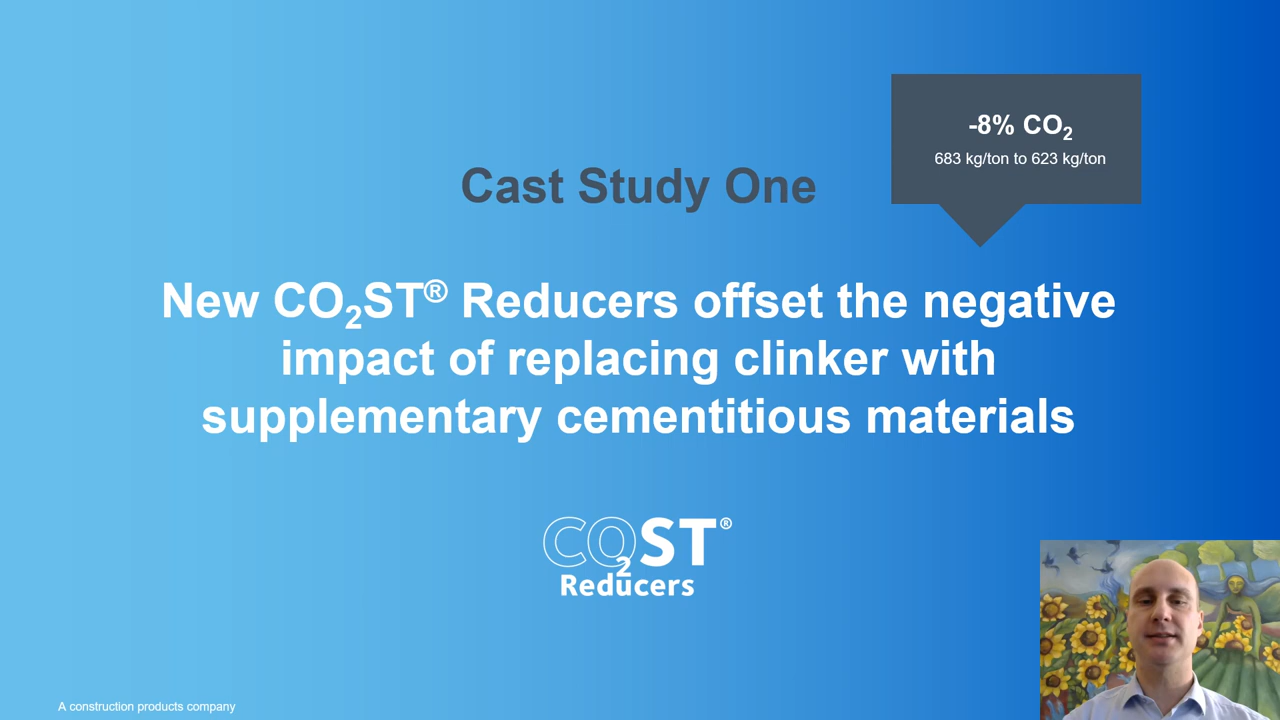 -8% CO₂
683 kg/ton to 623 kg/ton
Cast Study One
New CO₂ST® Reducers offset the negative
impact of replacing clinker with
supplementary cementitious materials
CO₂ST®
Reducers
A construction products company